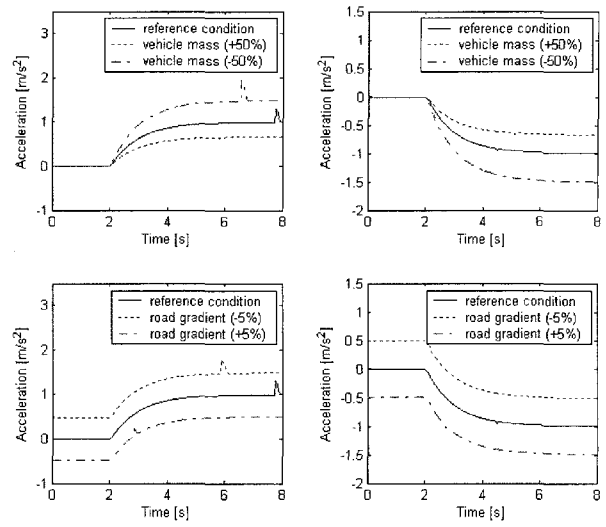 Acceleration [m/s²]
3
2
1
0
-1
reference condition
vehicle mass (+50%)
vehicle mass (-50%)
0 2 4 6 8
Time [s]
Acceleration [m/s²]
1.5
1
0.5
0
-0.5
-1
-1.5
-2
reference condition
vehicle mass (+50%)
vehicle mass (-50%)
0 2 4 6 8
Time [s]
Acceleration [m/s²]
3
2
1
0
-1
reference condition
road gradient (-5%)
road gradient (+5%)
0 2 4 6 8
Time [s]
Acceleration [m/s²]
1.5
1
0.5
0
-0.5
-1
-1.5
-2
reference condition
road gradient (-5%)
road gradient (+5%)
0 2 4 6 8
Time [s]